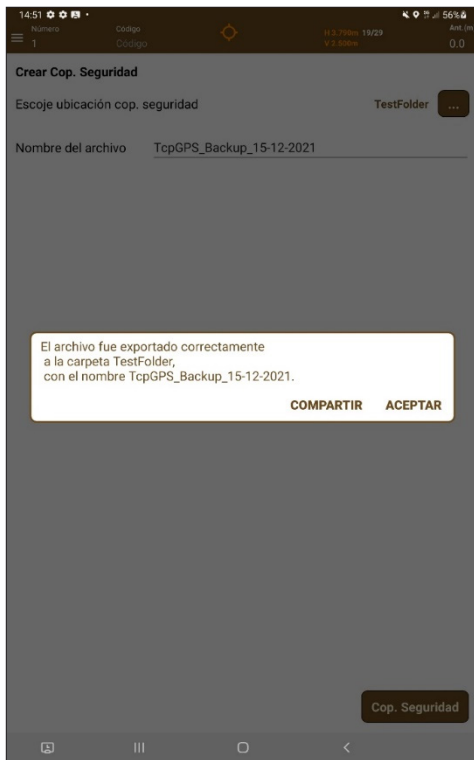 14:51 56%
Número Código H 3.790m 19/29 Ant. (m
1 Código V 2.500m 0.0
Crear Cop. Seguridad
Escoje ubicación cop. seguridad TestFolder ...
Nombre del archivo TcpGPS_Backup_15-12-2021
El archivo fue exportado correctamente
a la carpeta TestFolder,
con el nombre TcpGPS_Backup_15-12-2021.
COMPARTIR ACEPTAR
Cop. Seguridad